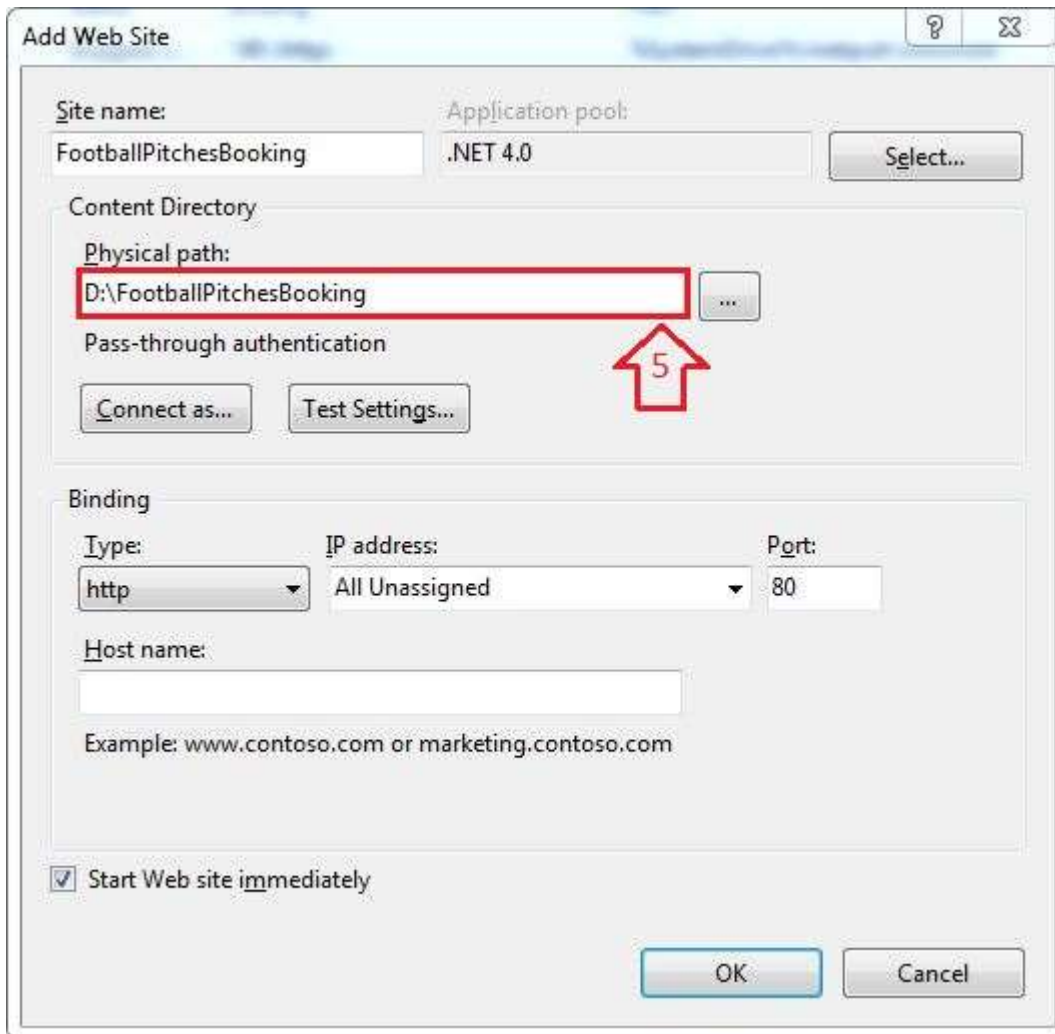 Add Web Site
Site name:
Application pool:
FootballPitchesBooking
.NET 4.0
Select...
Content Directory
Physical path:
D:\FootballPitchesBooking
...
Pass-through authentication
5
Connect as...
Test Settings...
Binding
Type:
IP address:
Port:
http
All Unassigned
80
Host name:
Example: www.contoso.com or marketing.contoso.com
Start Web site immediately
OK
Cancel